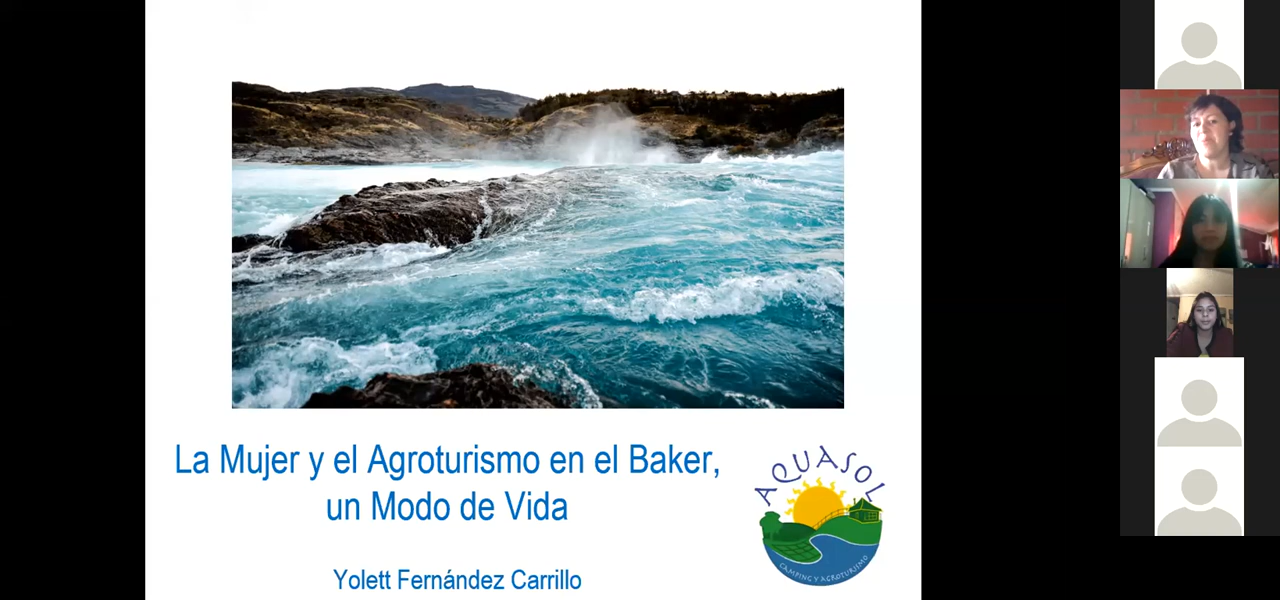 La Mujer y el Agroturismo en el Baker,
un Modo de Vida
AQUASOL
CAMPING Y AGROTURISMO
Yolett Fernández Carrillo